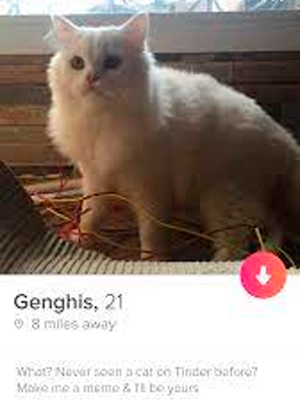 Genghis, 21
8 miles away
What? Never seen a cat on Tinder before?
Make me a meme & I'll be yours